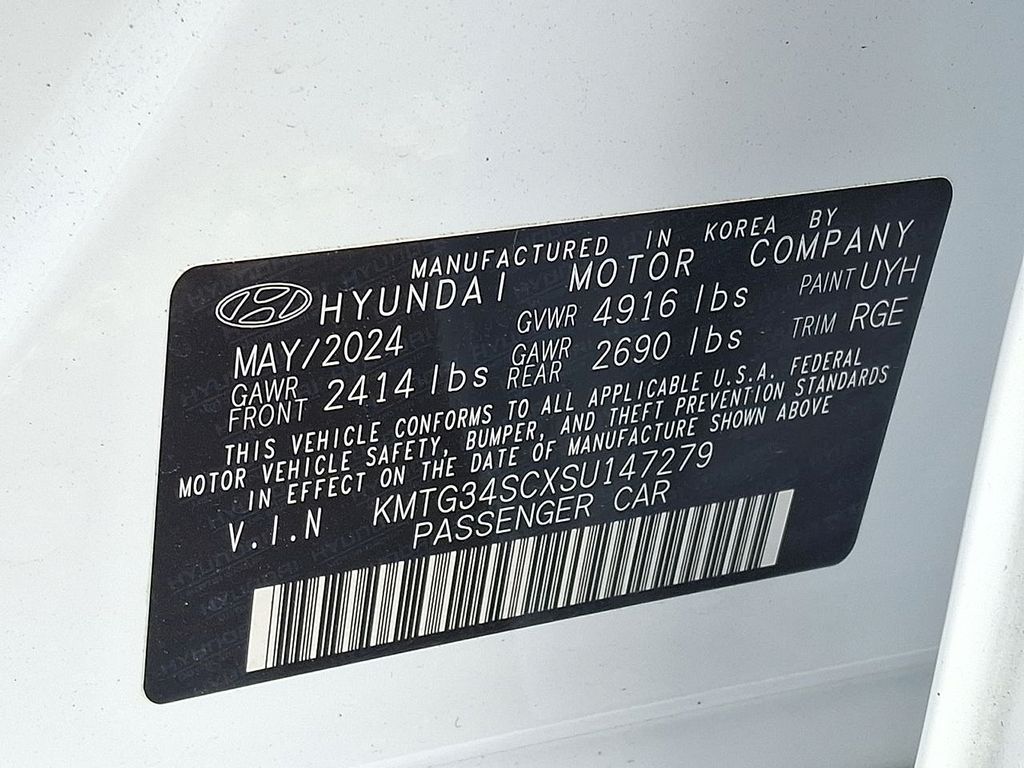 MANUFACTURED IN KOREA BY
HYUNDAI MOTOR COMPANY
MAY/2024 GVWR 4916 lbs PAINT UYH
GAWR FRONT 2414 lbs GAWR REAR 2690 lbs TRIM RGE
THIS VEHICLE CONFORMS TO ALL APPLICABLE U.S.A. FEDERAL
MOTOR VEHICLE SAFETY, BUMPER, AND THEFT PREVENTION STANDARDS
IN EFFECT ON THE DATE OF MANUFACTURE SHOWN ABOVE
V.I.N KMTG34SCXSU147279
PASSENGER CAR